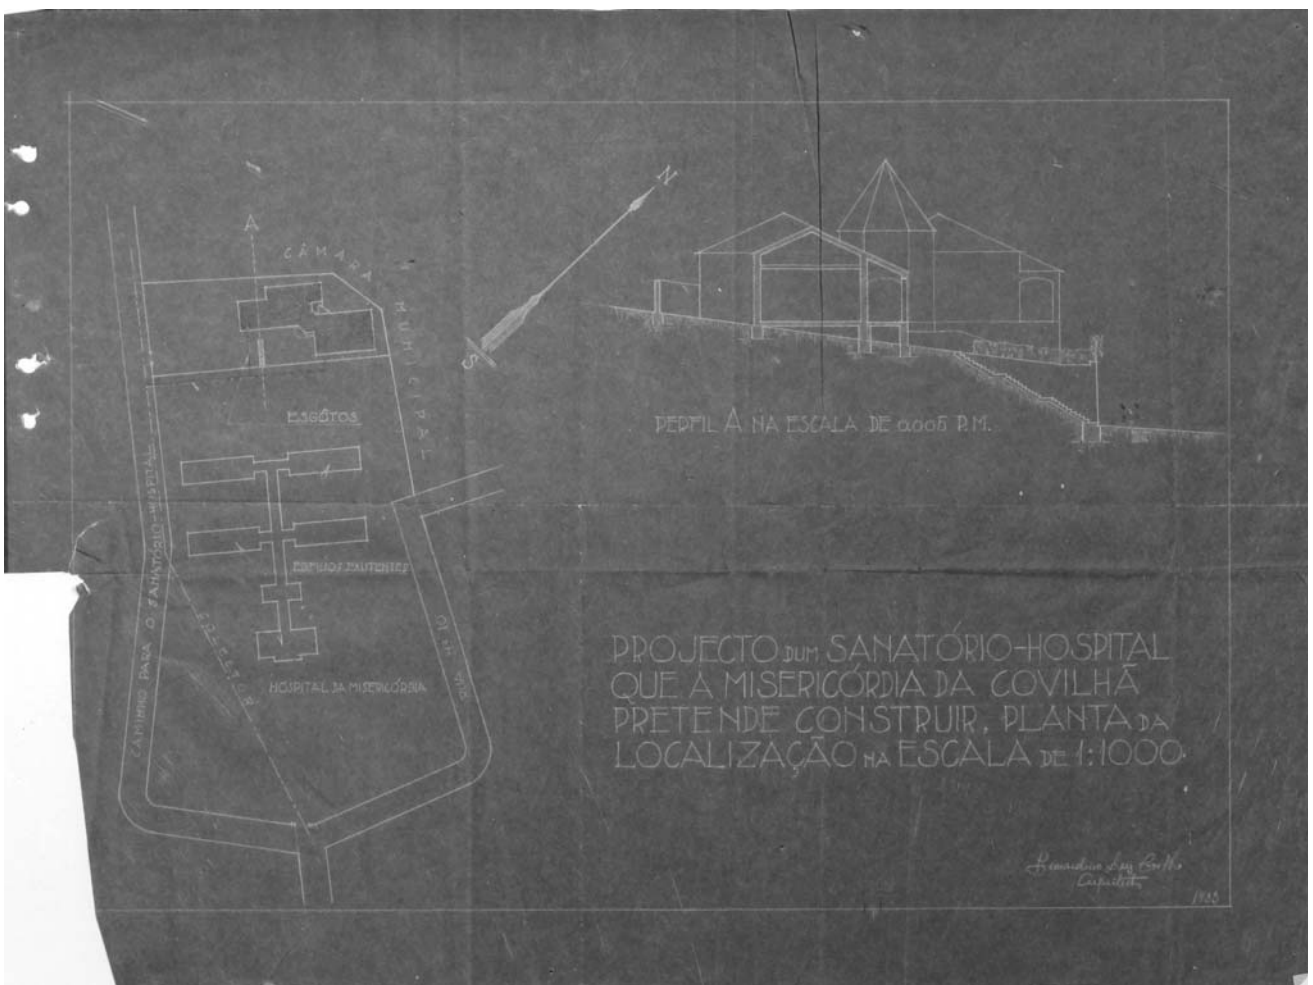 A
CÂMARA
MUNICIPAL
N
S
ESGÔTOS
PERFIL A NA ESCALA DE 0.005 P.M.
CAMINHO PARA O SANATÓRIO-HOSPITAL
HOSPITAL DA MISERICÓRDIA
PROJECTO DUM SANATÓRIO-HOSPITAL
QUE A MISERICÓRDIA DA COVILHÃ
PRETENDE CONSTRUIR, PLANTA DA
LOCALIZAÇÃO NA ESCALA DE 1:1000.
Coelho